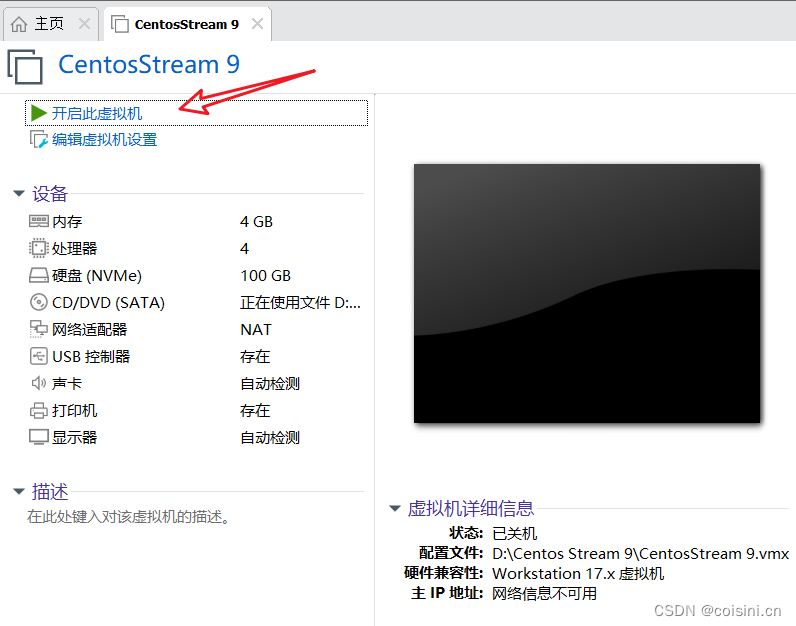 主页
CentosStream 9
CentosStream 9
开启此虚拟机
编辑虚拟机设置
设备
内存 4 GB
处理器 4
硬盘 (NVMe) 100 GB
CD/DVD (SATA) 正在使用文件 D:...
网络适配器 NAT
USB 控制器 存在
声卡 自动检测
打印机 存在
显示器 自动检测
描述
在此处键入对该虚拟机的描述。
虚拟机详细信息
状态: 已关机
配置文件: D:\Centos Stream 9\CentosStream 9.vmx
硬件兼容性: Workstation 17.x 虚拟机
主 IP 地址: 网络信息不可用
CSDN @coisini.cn